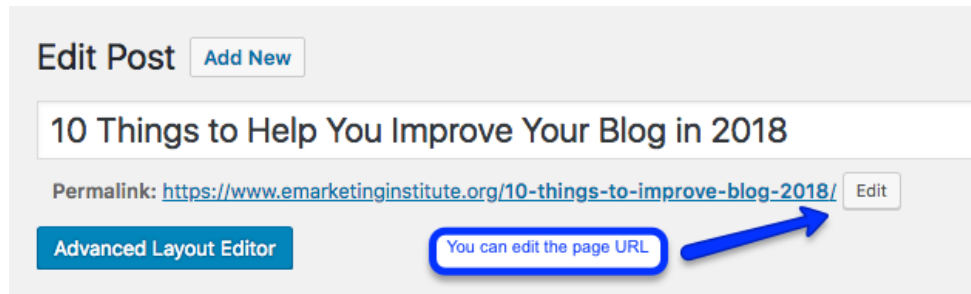 Edit Post Add New
10 Things to Help You Improve Your Blog in 2018
Permalink: https://www.emarketinginstitute.org/10-things-to-improve-blog-2018/ Edit
Advanced Layout Editor You can edit the page URL